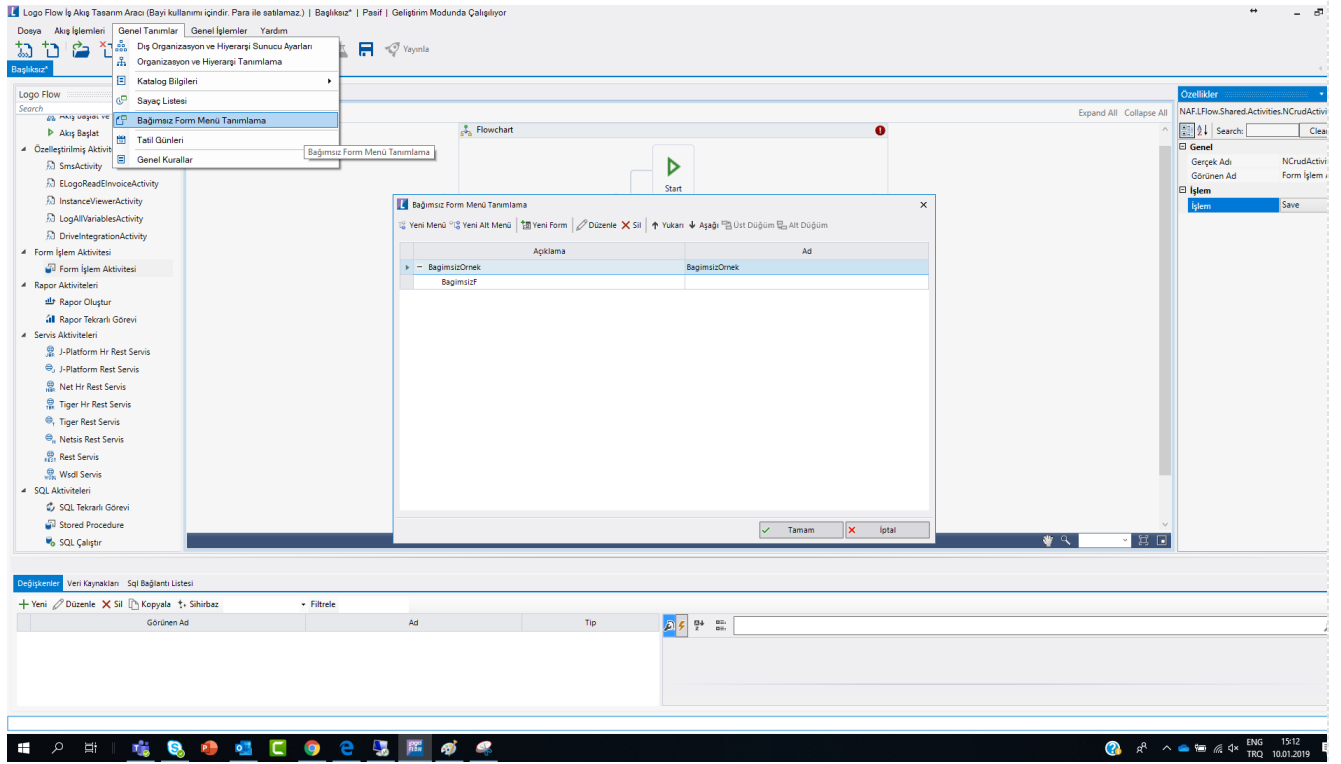 Logo Flow İş Akış Tasarım Aracı (Bayi kullanımı içindir. Para ile satılamaz.) | Başlıksız* | Pasif | Geliştirim Modunda Çalışılıyor
Dosya Akış İşlemleri Genel Tanımlar Genel İşlemler Yardım
Yayınla
Başlıksız*
Dış Organizasyon ve Hiyerarşi Sunucu Ayarları
Organizasyon ve Hiyerarşi Tanımlama
Katalog Bilgileri
Sayaç Listesi
Bağımsız Form Menü Tanımlama
Tatil Günleri
Genel Kurallar
Bağımsız Form Menü Tanımlama
Logo Flow
Search
Akış Başlat ve
Akış Başlat
Özelleştirilmiş Aktivit
SmsActivity
ELogoReadEInvoiceActivity
InstanceViewerActivity
LogAllVariablesActivity
DriveIntegrationActivity
Form İşlem Aktivitesi
Form İşlem Aktivitesi
Rapor Aktiviteleri
Rapor Oluştur
Rapor Tekrarlı Görevi
Servis Aktiviteleri
J-Platform Hr Rest Servis
J-Platform Rest Servis
Net Hr Rest Servis
Tiger Hr Rest Servis
Tiger Rest Servis
Netsis Rest Servis
Rest Servis
Wsdl Servis
SQL Aktiviteleri
SQL Tekrarlı Görevi
Stored Procedure
SQL Çalıştır
Expand All Collapse All
Flowchart
Start
Bağımsız Form Menü Tanımlama
Yeni Menü Yeni Alt Menü Yeni Form Düzenle Sil Yukarı Aşağı Üst Düğüm Alt Düğüm
Açıklama Ad
BagimsizOrnek BagimsizOrnek
BagimsizF
Tamam İptal
Özellikler
NAF.LFlow.Shared.Activities.NCrudActivi
Search: Clea
Genel
Gerçek Adı NCrudActivi
Görünen Ad Form İşlem
İşlem
İşlem Save
Değişkenler Veri Kaynakları Sql Bağlantı Listesi
Yeni Düzenle Sil Kopyala Sihirbaz Filtrele
Görünen Ad Ad Tip
ENG 15:12
TRQ 10.01.2019